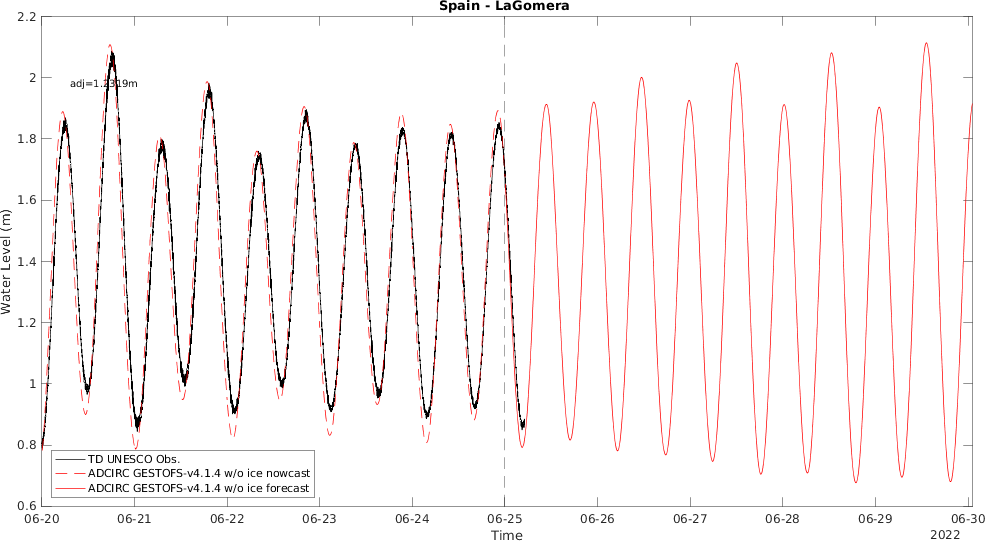 Spain - LaGomera
2.2
2
1.8
1.6
1.4
1.2
1
0.8
0.6
Water Level (m)
adj=1.2319m
TD UNESCO Obs.
ADCIRC GESTOFS-v4.1.4 w/o ice nowcast
ADCIRC GESTOFS-v4.1.4 w/o ice forecast
06-20 06-21 06-22 06-23 06-24 06-25 06-26 06-27 06-28 06-29 06-30
Time
2022